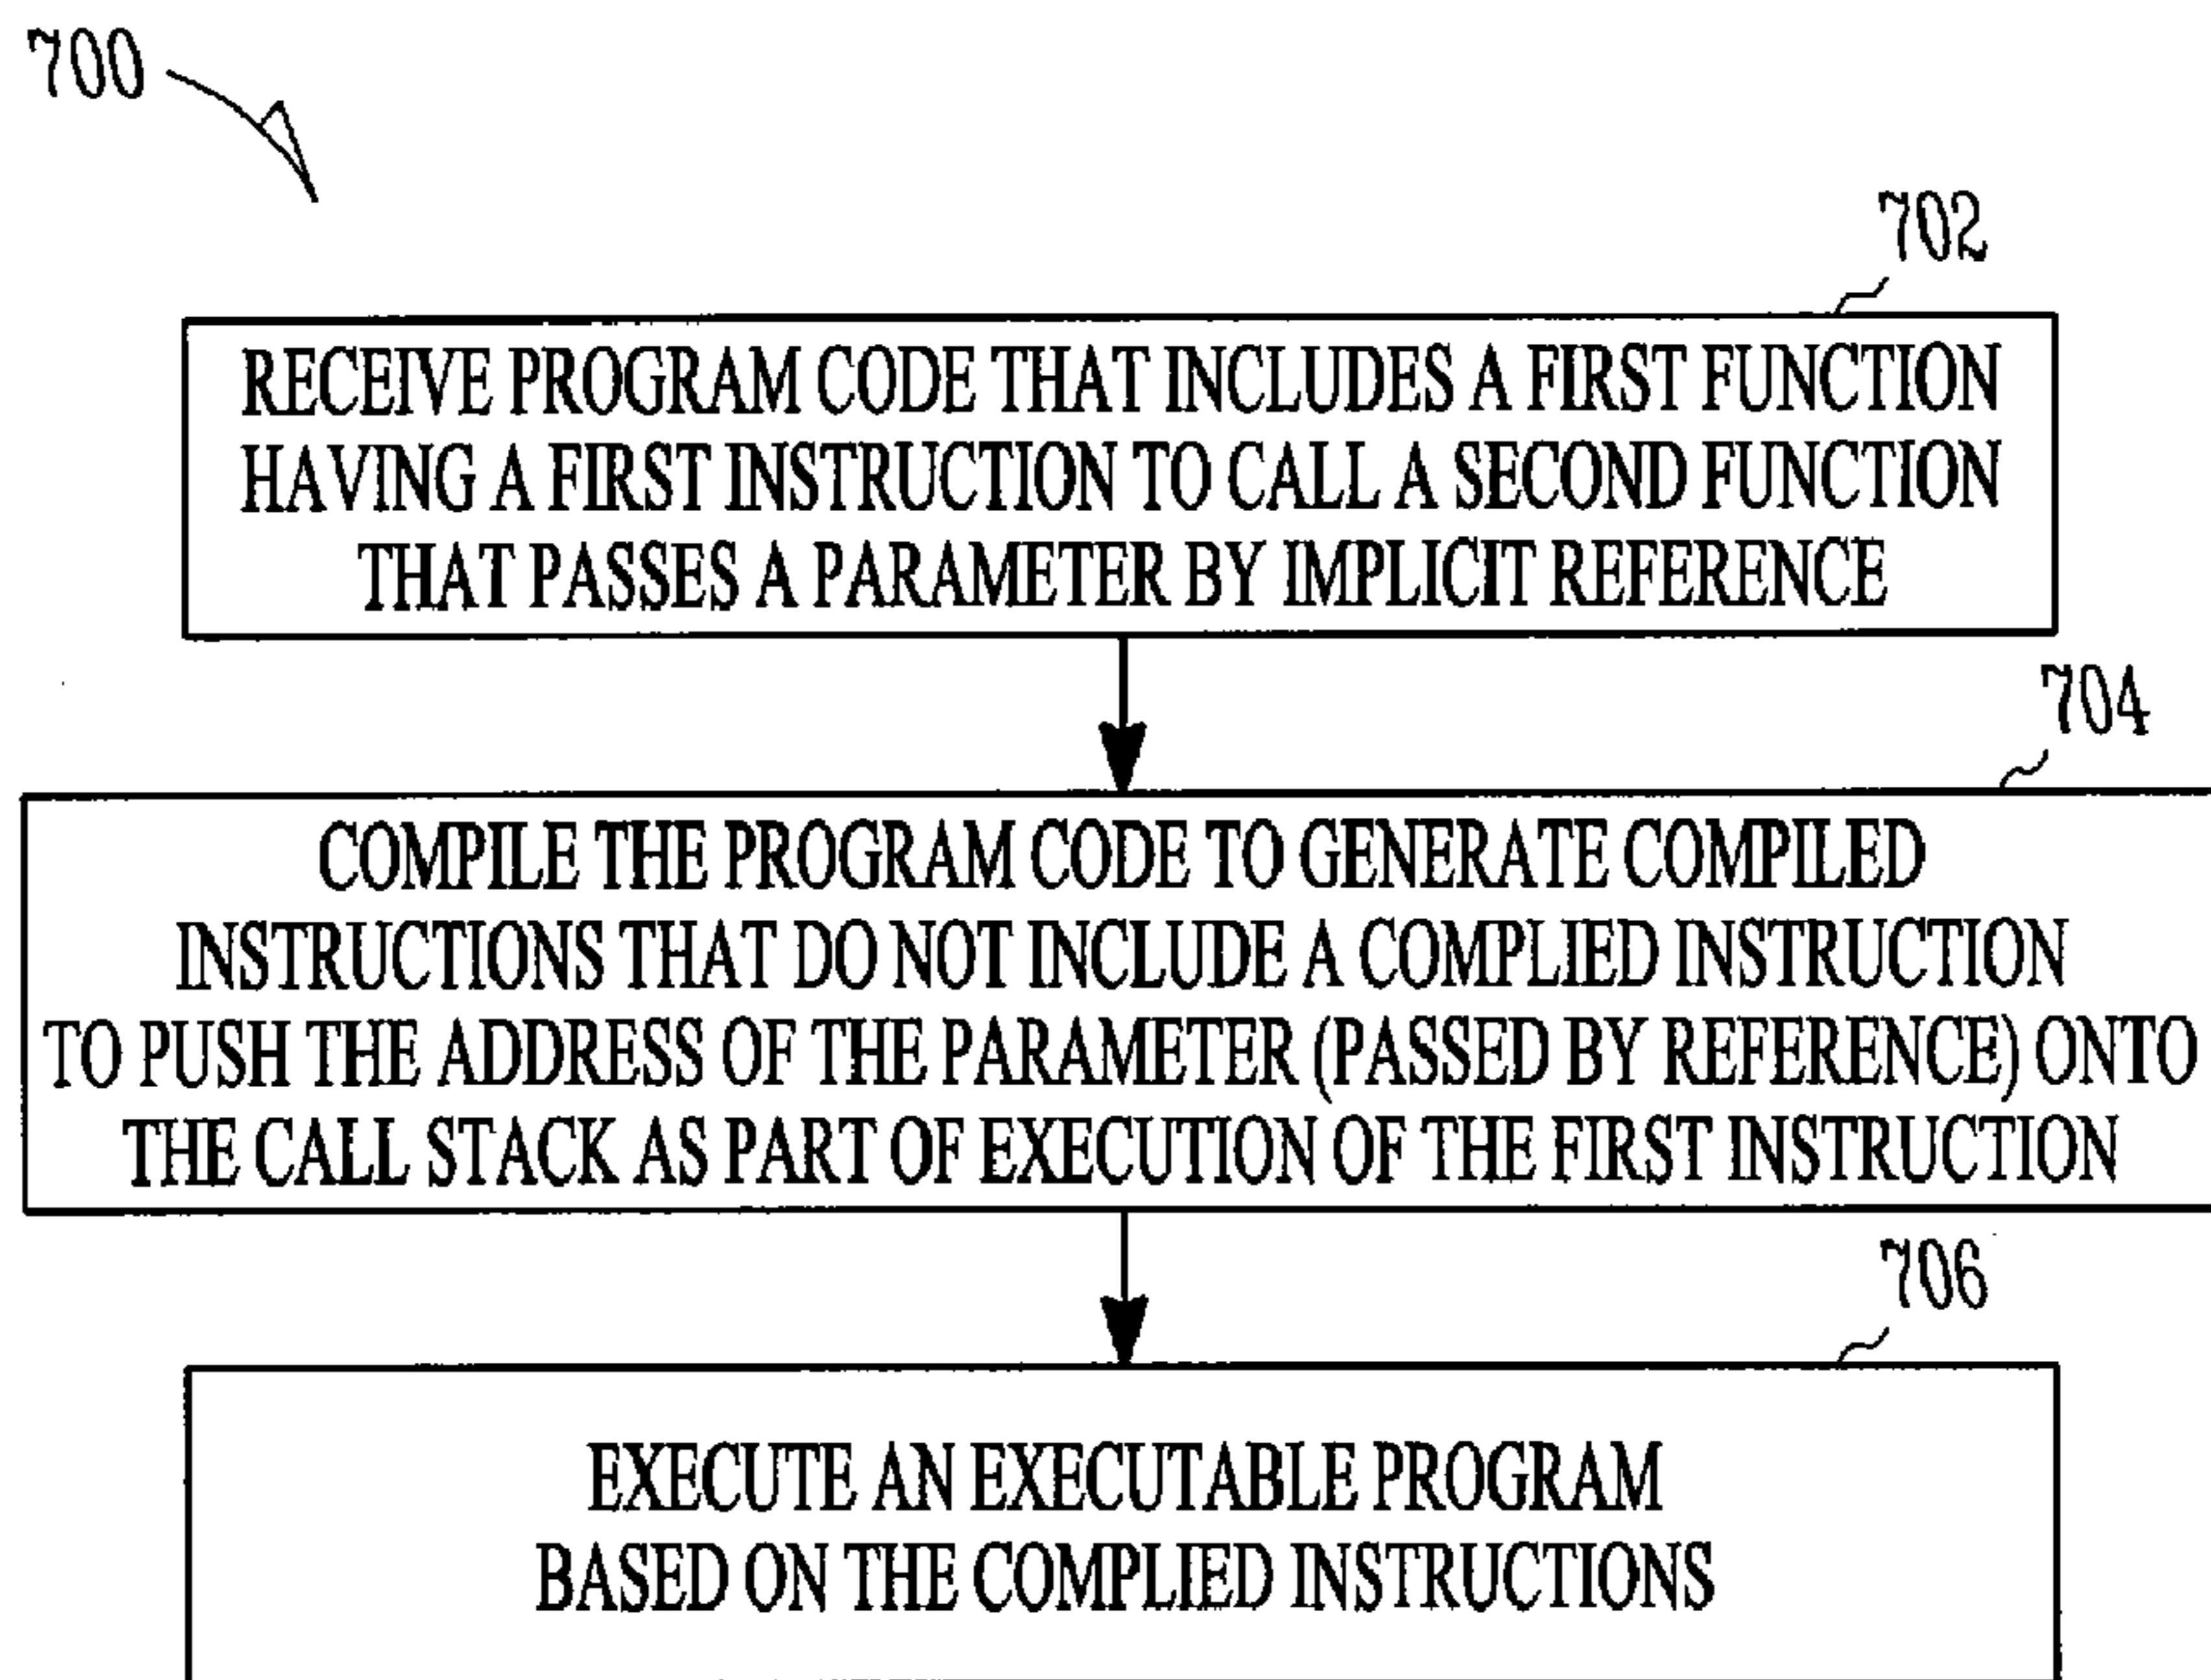 700
702
RECEIVE PROGRAM CODE THAT INCLUDES A FIRST FUNCTION
HAVING A FIRST INSTRUCTION TO CALL A SECOND FUNCTION
THAT PASSES A PARAMETER BY IMPLICIT REFERENCE
704
COMPILE THE PROGRAM CODE TO GENERATE COMPILED
INSTRUCTIONS THAT DO NOT INCLUDE A COMPLIED INSTRUCTION
TO PUSH THE ADDRESS OF THE PARAMETER (PASSED BY REFERENCE) ONTO
THE CALL STACK AS PART OF EXECUTION OF THE FIRST INSTRUCTION
706
EXECUTE AN EXECUTABLE PROGRAM
BASED ON THE COMPLIED INSTRUCTIONS